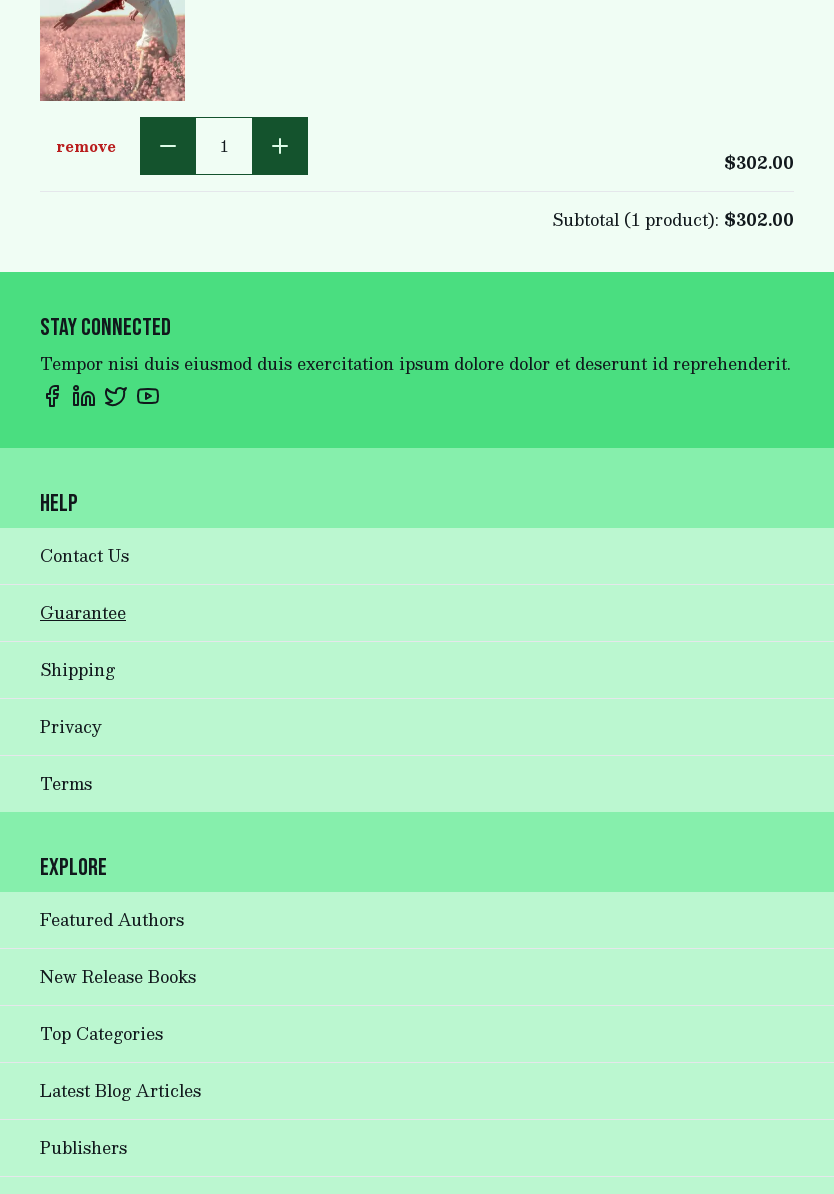 remove
1
$302.00
Subtotal (1 product): $302.00
STAY CONNECTED
Tempor nisi duis eiusmod duis exercitation ipsum dolore dolor et deserunt id reprehenderit.
HELP
Contact Us
Guarantee
Shipping
Privacy
Terms
EXPLORE
Featured Authors
New Release Books
Top Categories
Latest Blog Articles
Publishers